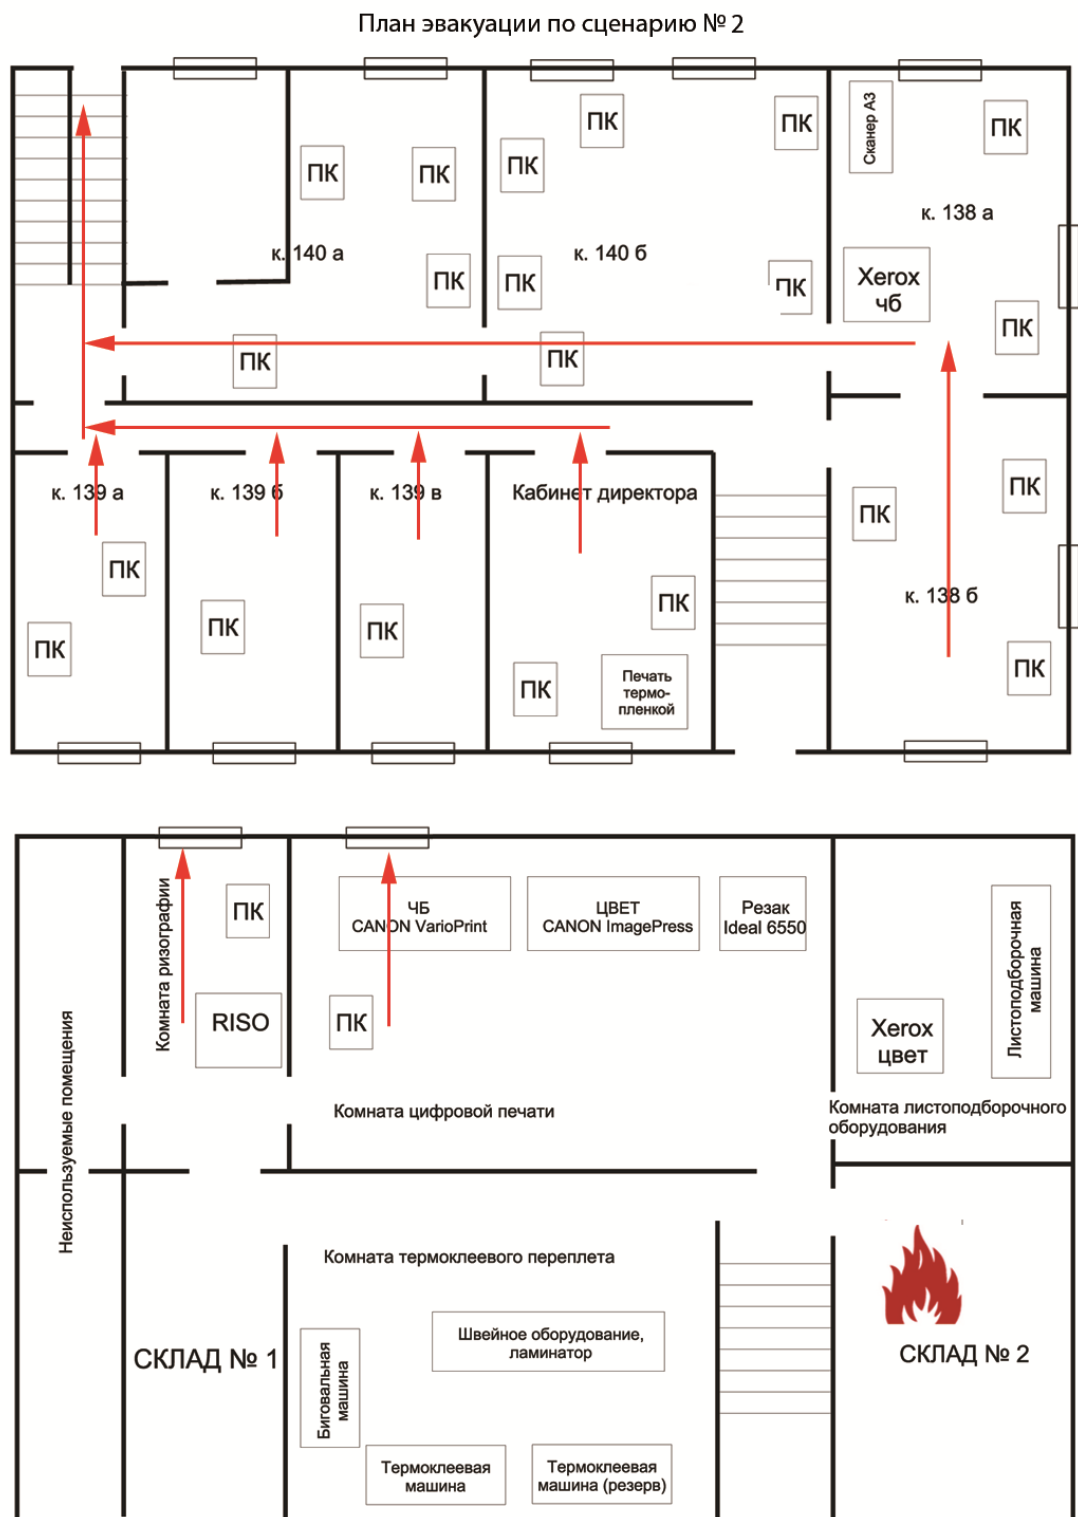 План эвакуации по сценарию № 2
Сканер А3
ПК
ПК
ПК
ПК
ПК
ПК
ПК
к. 138 а
к. 140 а
к. 140 б
Xerox
чб
ПК
ПК
ПК
ПК
ПК
ПК
к. 139 а
к. 139 б
к. 139 в
Кабинет директора
ПК
ПК
ПК
к. 138 б
ПК
ПК
ПК
ПК
ПК
ПК
Печать
термо-
пленкой
Комната ризографии
ПК
ЧБ
CANON VarioPrint
ЦВЕТ
CANON ImagePress
Резак
Ideal 6550
Листоподборочная
машина
RISO
ПК
Xerox
цвет
Неиспользуемые помещения
Комната цифровой печати
Комната листоподборочного
оборудования
Комната термоклеевого переплета
Швейное оборудование,
ламинатор
СКЛАД № 1
Биговальная
машина
СКЛАД № 2
Термоклеевая
машина
Термоклеевая
машина (резерв)